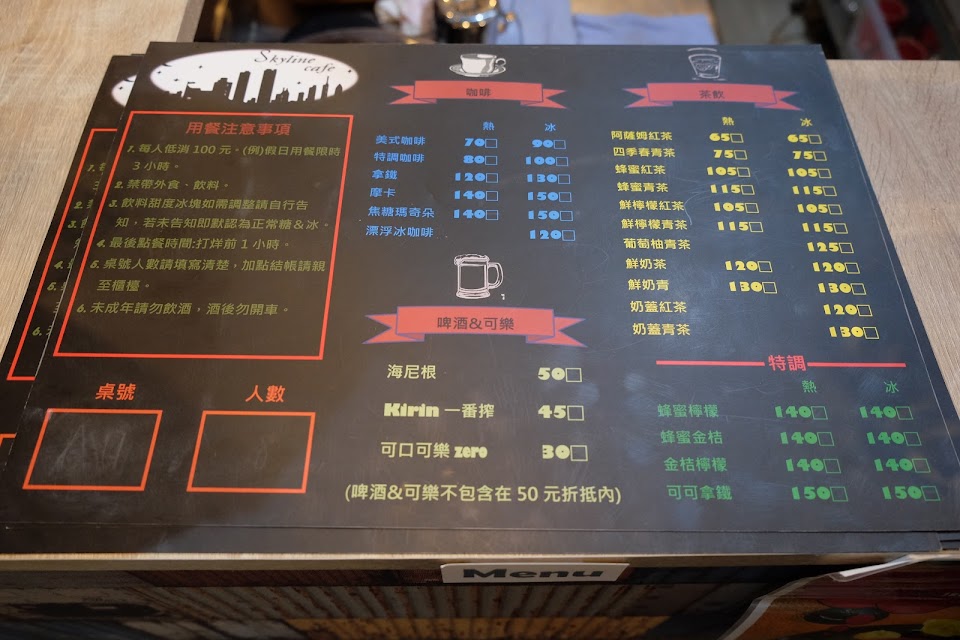 Skyline
cafe
用餐注意事項
1. 每人低消 100 元。(例)假日用餐限時
3 小時。
2. 禁帶外食、飲料。
3. 飲料甜度冰塊如需調整請自行告
知，若未告知即默認為正常糖&冰。
4. 最後點餐時間:打烊前 1 小時。
5. 桌號人數請填寫清楚，加點結帳請親
至櫃檯。
6. 未成年請勿飲酒，酒後勿開車。
桌號 人數
咖啡
熱 冰
美式咖啡 70□ 90□
特調咖啡 80□ 100□
拿鐵 120□ 130□
摩卡 140□ 150□
焦糖瑪奇朵 140□ 150□
漂浮冰咖啡 120□
啤酒&可樂
海尼根 50□
Kirin 一番搾 45□
可口可樂 zero 30□
(啤酒&可樂不包含在 50 元折抵內)
茶飲
熱 冰
阿薩姆紅茶 65□ 65□
四季春青茶 75□ 75□
蜂蜜紅茶 105□ 105□
蜂蜜青茶 115□ 115□
鮮檸檬紅茶 105□ 105□
鮮檸檬青茶 115□ 115□
葡萄柚青茶 125□
鮮奶茶 120□ 120□
鮮奶青 130□ 130□
奶蓋紅茶 120□
奶蓋青茶 130□
特調
熱 冰
蜂蜜檸檬 140□ 140□
蜂蜜金桔 140□ 140□
金桔檸檬 140□ 140□
可可拿鐵 150□ 150□
Menu